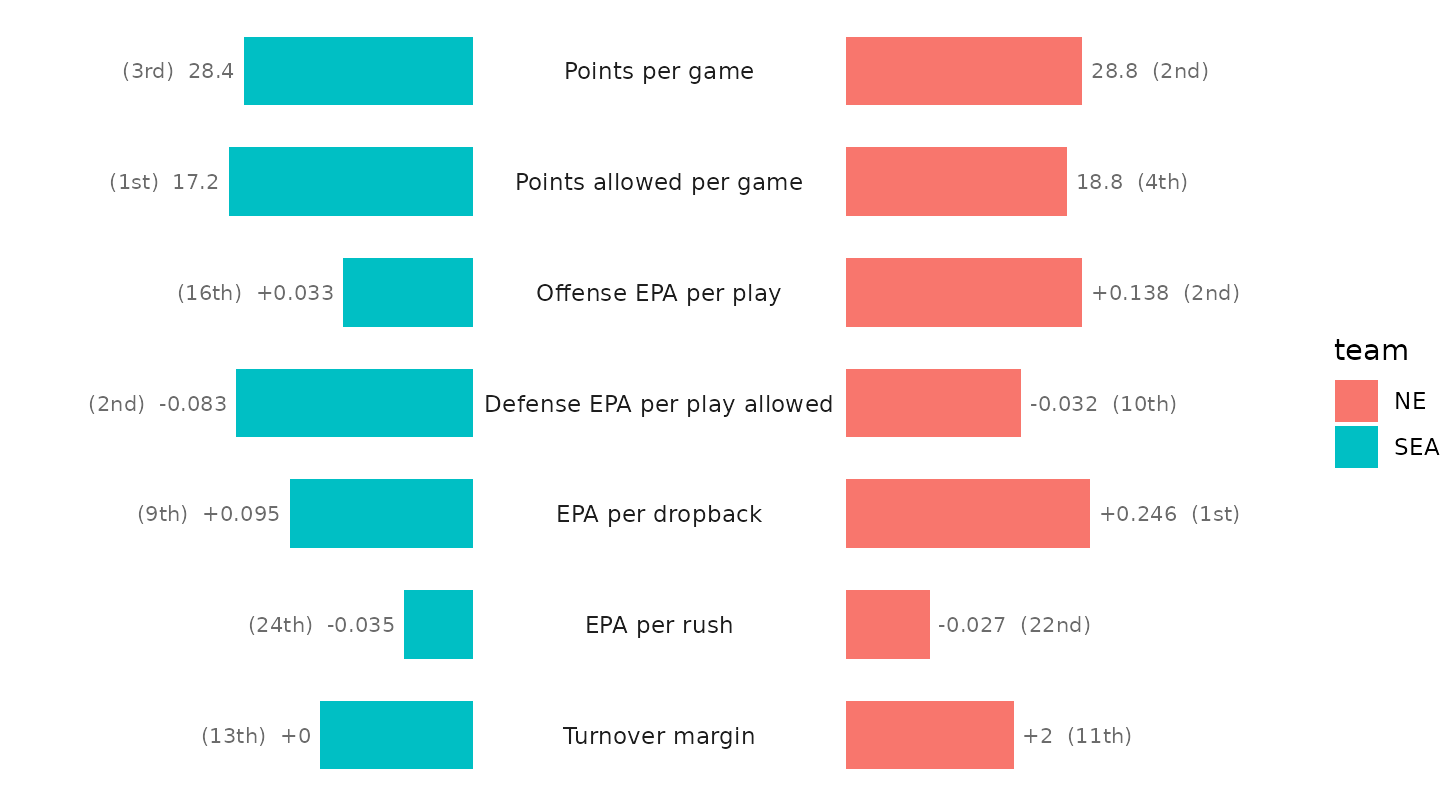 (3rd)  28.4 Points per game 28.8  (2nd)
(1st)  17.2 Points allowed per game 18.8  (4th)
(16th)  +0.033 Offense EPA per play +0.138  (2nd)
(2nd)  -0.083 Defense EPA per play allowed -0.032  (10th)
(9th)  +0.095 EPA per dropback +0.246  (1st)
(24th)  -0.035 EPA per rush -0.027  (22nd)
(13th)  +0 Turnover margin +2  (11th)
team
NE
SEA